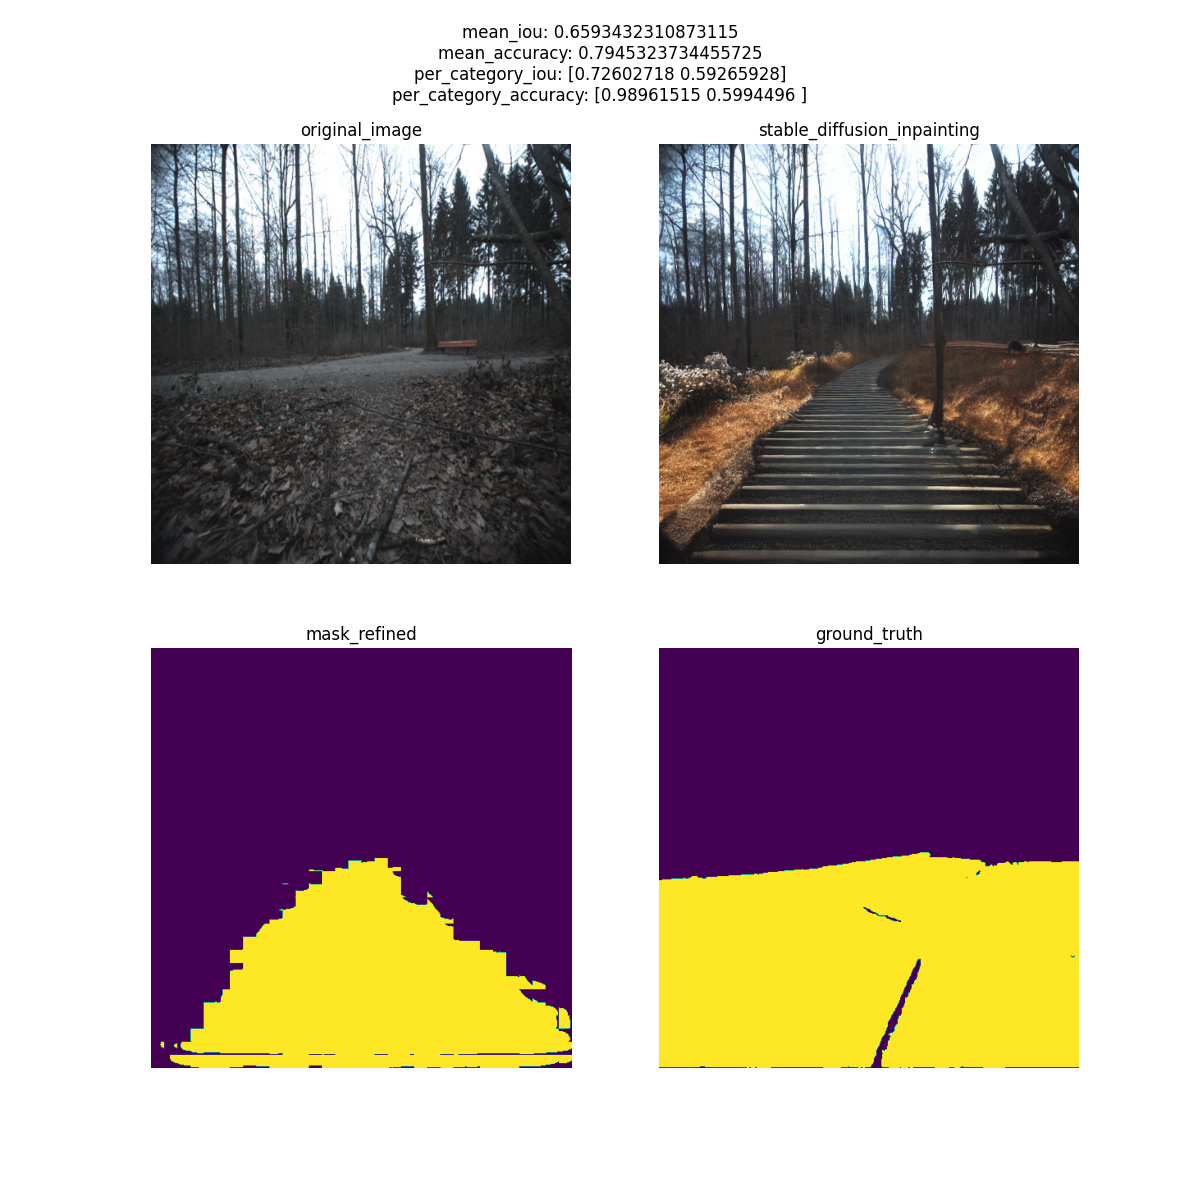 mean_iou: 0.6593432310873115
mean_accuracy: 0.7945323734455725
per_category_iou: [0.72602718 0.59265928]
per_category_accuracy: [0.98961515 0.5994496 ]
original_image
stable_diffusion_inpainting
mask_refined
ground_truth